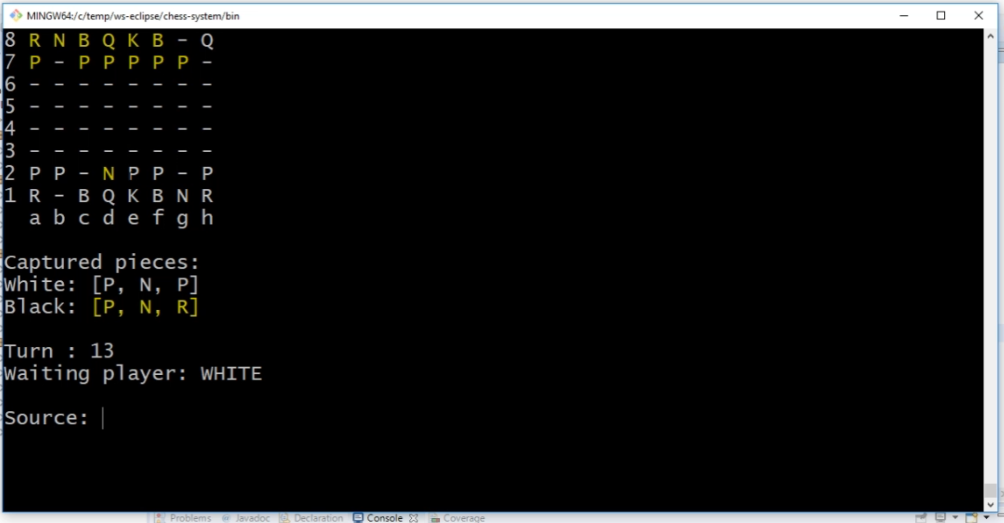 MINGW64:/c/temp/ws-eclipse/chess-system/bin
8 R N B Q K B - Q
7 P - P P P P P -
6 - - - - - - - -
5 - - - - - - - -
4 - - - - - - - -
3 - - - - - - - -
2 P P - N P P - P
1 R - B Q K B N R
a b c d e f g h
Captured pieces:
White: [P, N, P]
Black: [P, N, R]
Turn : 13
Waiting player: WHITE
Source:
Problems Javadoc Declaration Console Coverage